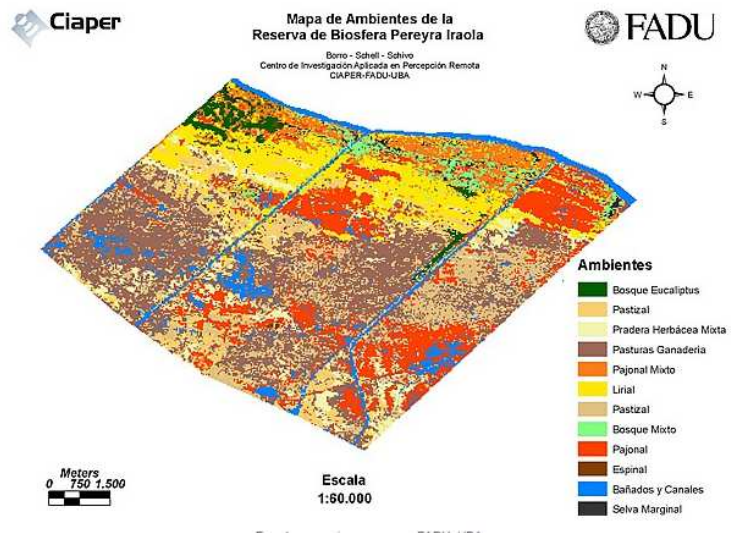 Ciaper
Mapa de Ambientes de la
Reserva de Biosfera Pereyra Iraola
Borro - Schell - Schivo
Centro de Investigación Aplicada en Percepción Remota
CIAPER-FADU-UBA
FADU
N
W E
S
Ambientes
Bosque Eucaliptus
Pastizal
Pradera Herbácea Mixta
Pasturas Ganaderia
Pajonal Mixto
Lirial
Pastizal
Bosque Mixto
Pajonal
Espinal
Bañados y Canales
Selva Marginal
Meters
0 750 1.500
Escala
1:60.000